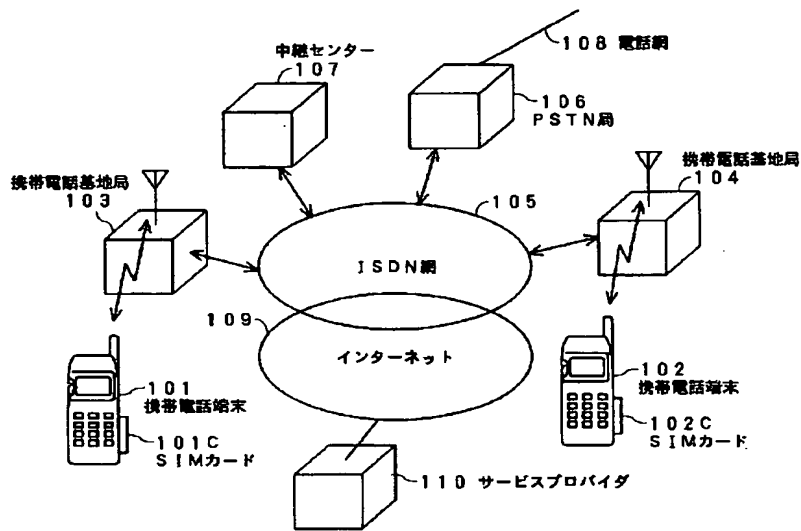 １０８ 電話網
中継センター
１０７
１０６
ＰＳＴＮ局
携帯電話基地局
１０４
携帯電話基地局
１０３
１０５
ＩＳＤＮ網
１０９
インターネット
１０１
携帯電話端末
１０１Ｃ
ＳＩＭカード
１０２
携帯電話端末
１０２Ｃ
ＳＩＭカード
１１０ サービスプロバイダ